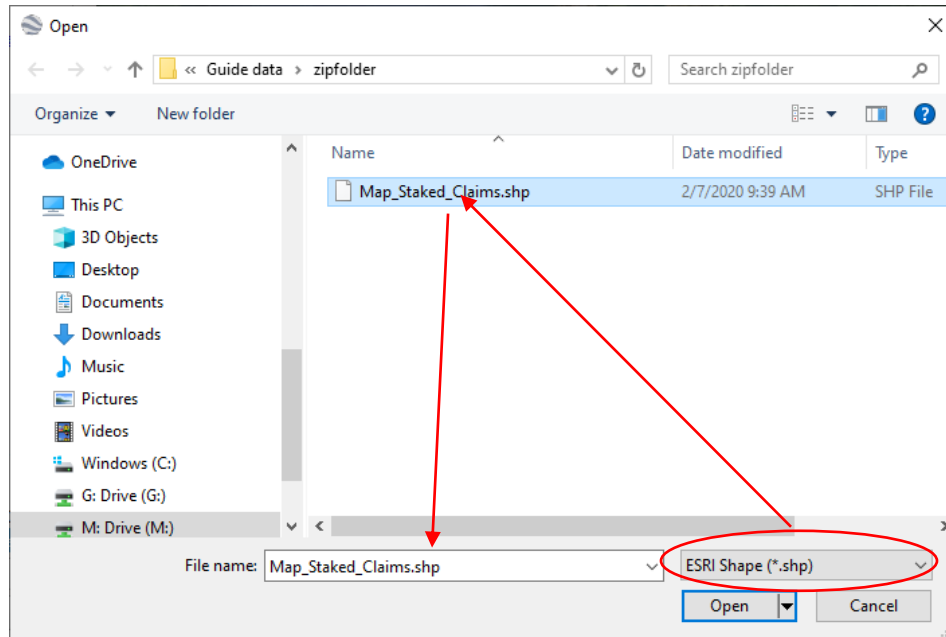 Open
« Guide data › zipfolder
Search zipfolder
Organize
New folder
?
Name
Date modified
Type
OneDrive
Map_Staked_Claims.shp
2/7/2020 9:39 AM
SHP File
This PC
3D Objects
Desktop
Documents
Downloads
Music
Pictures
Videos
Windows (C:)
G: Drive (G:)
M: Drive (M:)
File name:
Map_Staked_Claims.shp
ESRI Shape (*.shp)
Open
Cancel